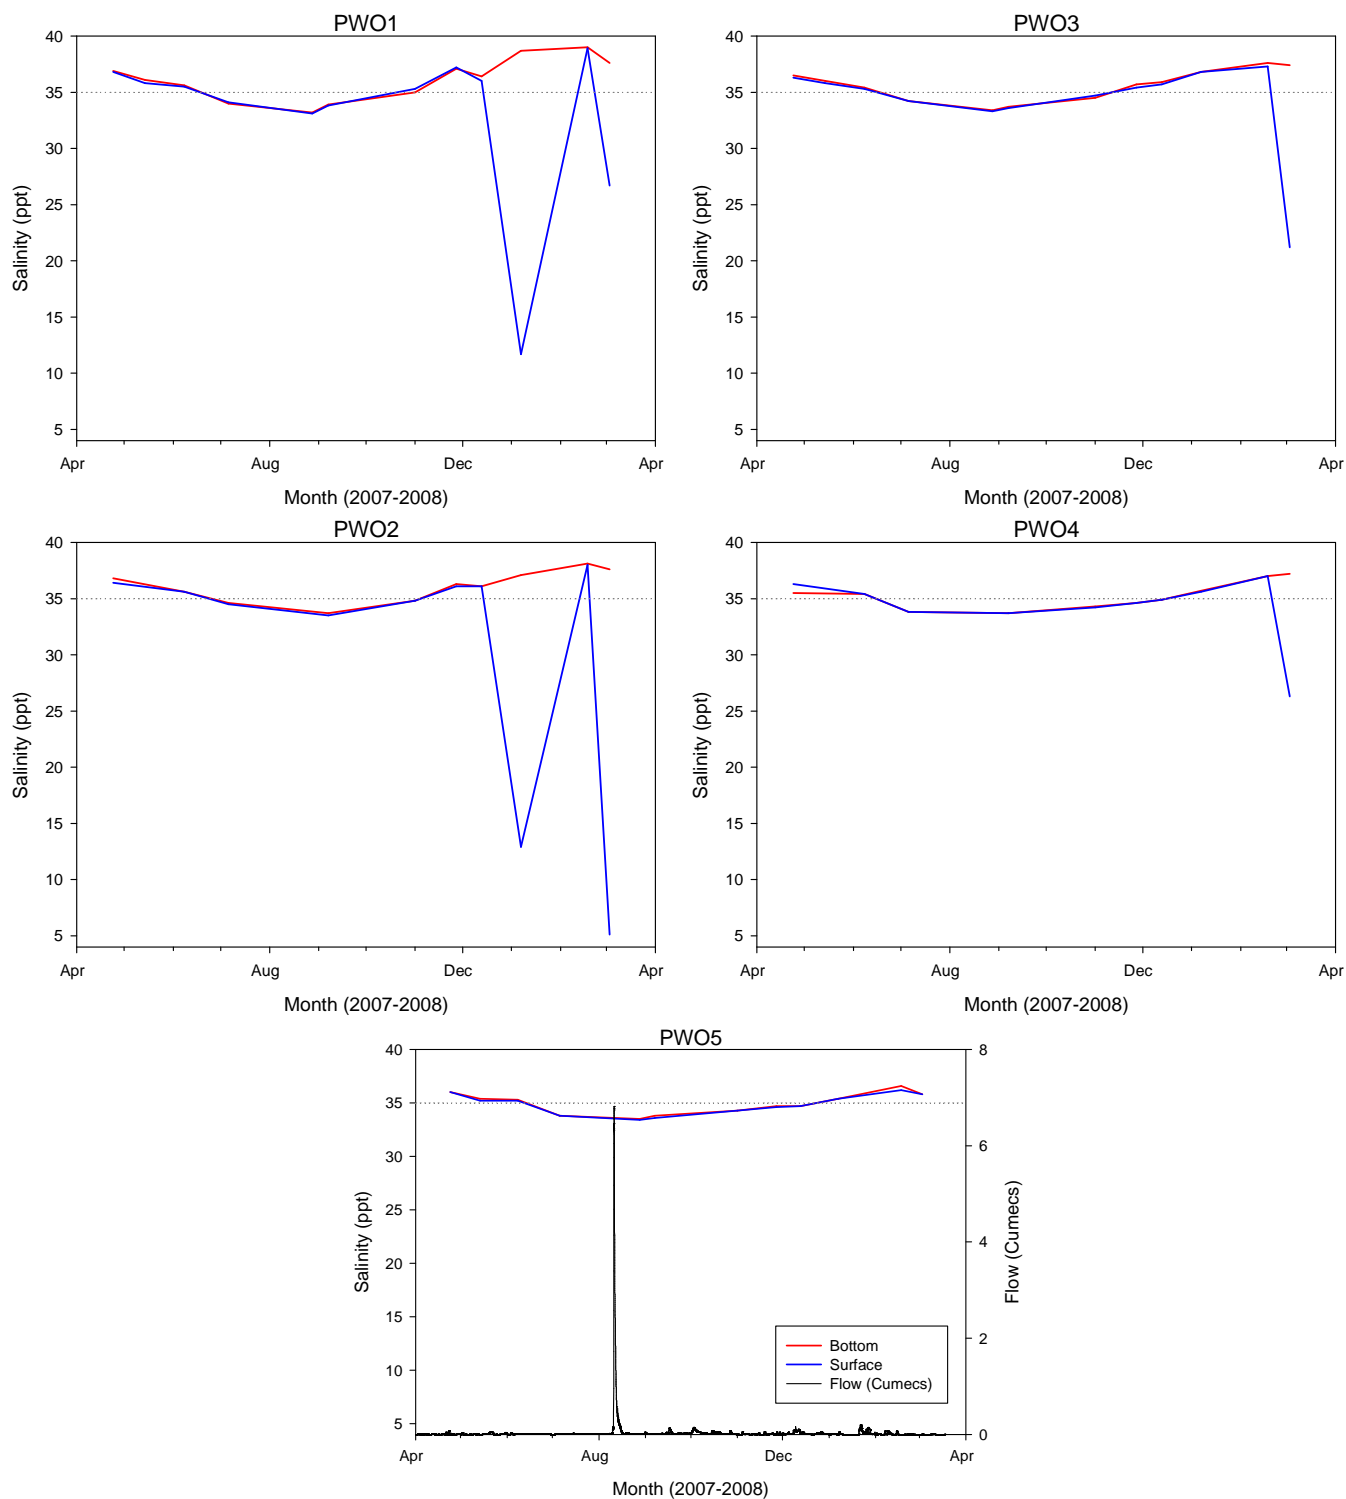 PWO1
40
35
30
25
20
15
10
5
Salinity (ppt)
Apr Aug Dec Apr
Month (2007-2008)
PWO3
40
35
30
25
20
15
10
5
Salinity (ppt)
Apr Aug Dec Apr
Month (2007-2008)
PWO2
40
35
30
25
20
15
10
5
Salinity (ppt)
Apr Aug Dec Apr
Month (2007-2008)
PWO4
40
35
30
25
20
15
10
5
Salinity (ppt)
Apr Aug Dec Apr
Month (2007-2008)
PWO5
40
35
30
25
20
15
10
5
Salinity (ppt)
8
6
4
2
0
Flow (Cumecs)
Bottom
Surface
Flow (Cumecs)
Apr Aug Dec Apr
Month (2007-2008)